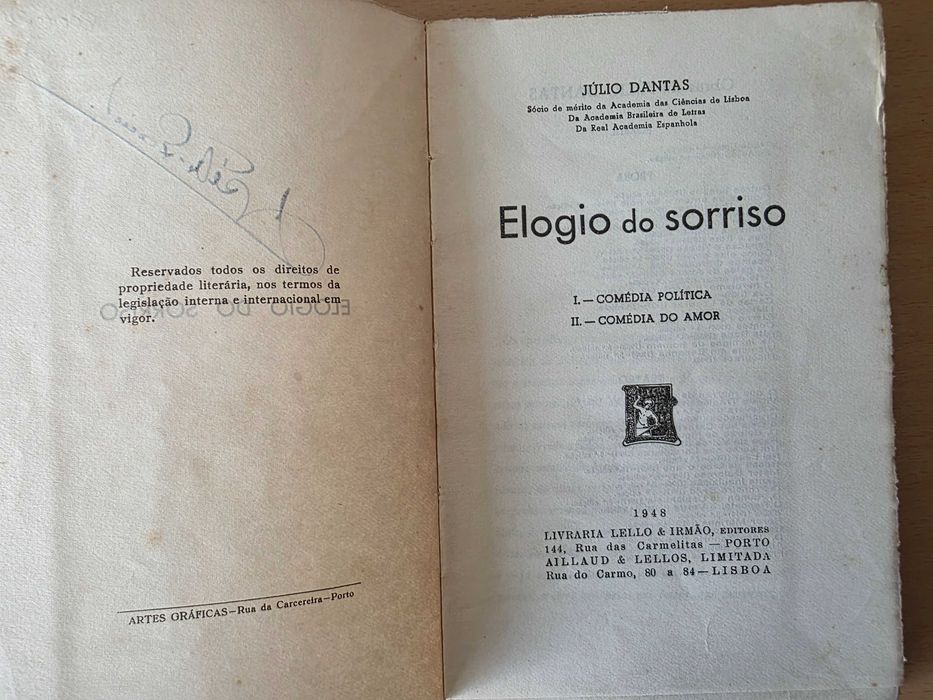 Reservados todos os direitos de
propriedade literária, nos termos da
legislação interna e internacional em
vigor.
ELOGIO DO SORRISO
ARTES GRÁFICAS—Rua da Carcereira—Porto
JÚLIO DANTAS
Sócio de mérito da Academia das Ciências de Lisboa
Da Academia Brasileira de Letras
Da Real Academia Espanhola
Elogio do sorriso
I. — COMÉDIA POLÍTICA
II. — COMÉDIA DO AMOR
1948
LIVRARIA LELLO & IRMÃO, EDITORES
144, Rua das Carmelitas — PORTO
AILLAUD & LELLOS, LIMITADA
Rua do Carmo, 80 a 84—LISBOA